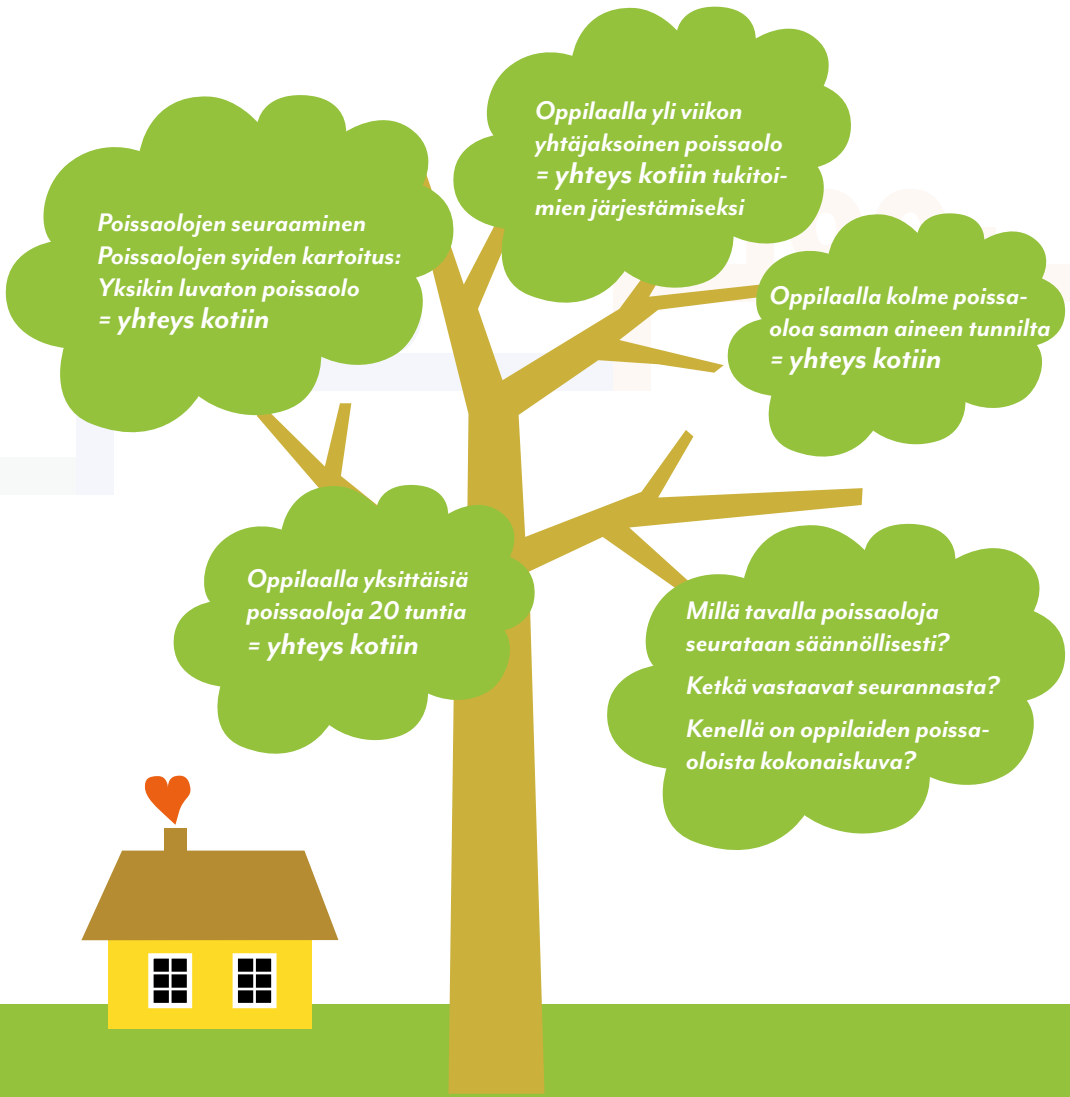 Oppilaalla yli viikon
yhtäjaksoinen poissaolo
= yhteys kotiin tukitoi-
mien järjestämiseksi
Poissaolojen seuraaminen
Poissaolojen syiden kartoitus:
Yksikin luvaton poissaolo
= yhteys kotiin
Oppilaalla kolme poissa-
oloa saman aineen tunnilta
= yhteys kotiin
Oppilaalla yksittäisiä
poissaoloja 20 tuntia
= yhteys kotiin
Millä tavalla poissaoloja
seurataan säännöllisesti?
Ketkä vastaavat seurannasta?
Kenellä on oppilaiden poissa-
oloista kokonaiskuva?